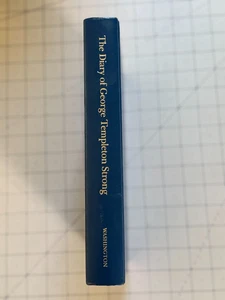 The Diary of George Templeton Strong
WASHINGTON